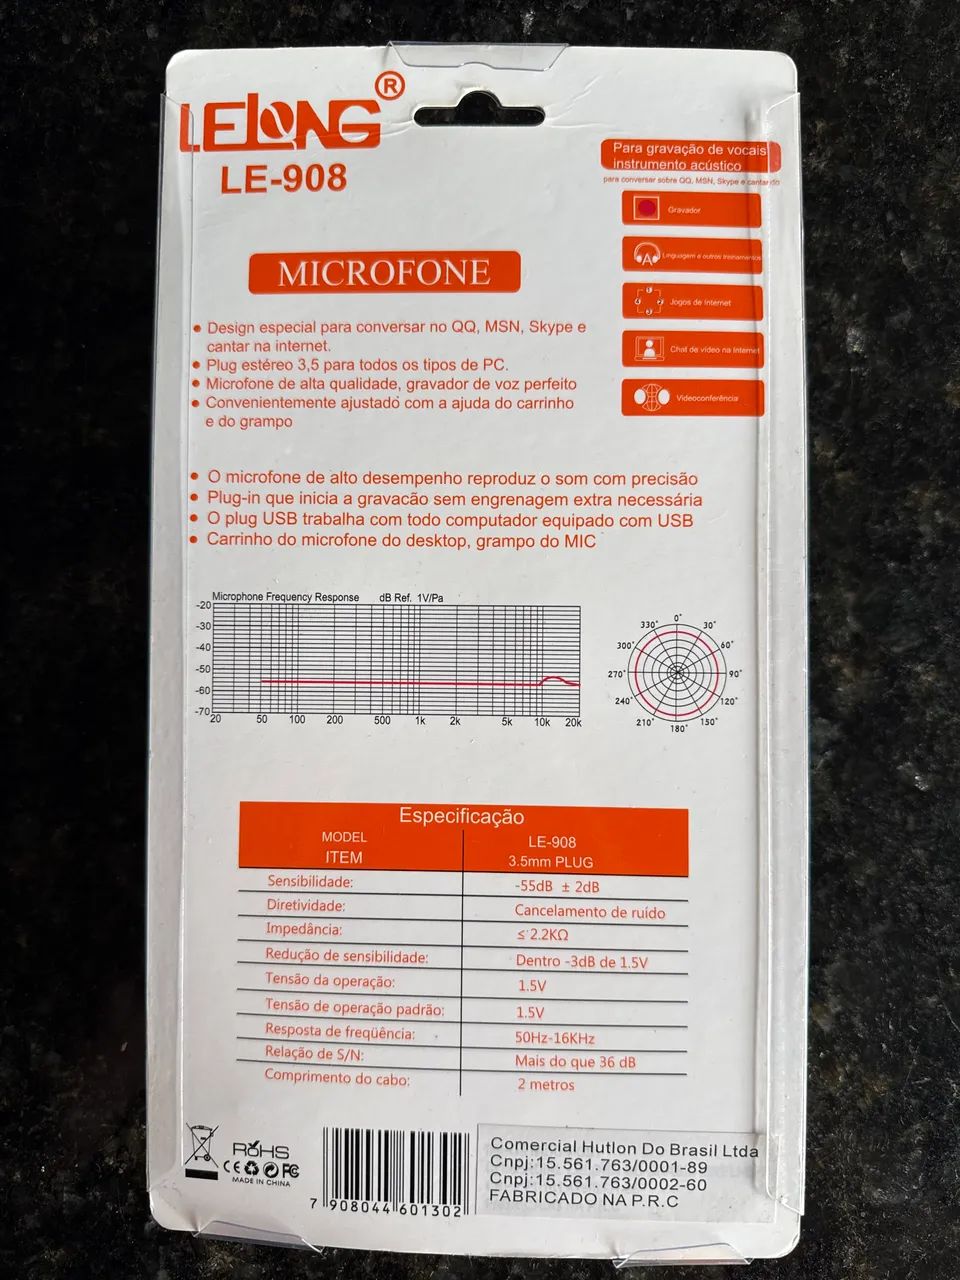 LELONG®
LE-908
Para gravação de vocais
instrumento acústico
para conversar sobre QQ, MSN, Skype e cantando
Gravador
Linguagem e outros treinamentos
Jogos de Internet
Chat de vídeo na Internet
Videoconferência
MICROFONE
• Design especial para conversar no QQ, MSN, Skype e
cantar na internet.
• Plug estéreo 3,5 para todos os tipos de PC.
• Microfone de alta qualidade, gravador de voz perfeito
• Convenientemente ajustado com a ajuda do carrinho
e do grampo
• O microfone de alto desempenho reproduz o som com precisão
• Plug-in que inicia a gravacão sem engrenagem extra necessária
• O plug USB trabalha com todo computador equipado com USB
• Carrinho do microfone do desktop, grampo do MIC
Microphone Frequency Response dB Ref. 1V/Pa
-20
-30
-40
-50
-60
-70
20 50 100 200 500 1k 2k 5k 10k 20k
0°
330° 30°
300° 60°
270° 90°
240° 120°
210° 150°
180°
Especificação
MODEL LE-908
ITEM 3.5mm PLUG
Sensibilidade: -55dB ± 2dB
Diretividade: Cancelamento de ruído
Impedância: ≤ 2.2KΩ
Redução de sensibilidade: Dentro -3dB de 1.5V
Tensão da operação: 1.5V
Tensão de operação padrão: 1.5V
Resposta de freqüência: 50Hz-16KHz
Relação de S/N: Mais do que 36 dB
Comprimento do cabo: 2 metros
ROHS
CE FC
MADE IN CHINA
7 908044 601302
Comercial Hutlon Do Brasil Ltda
Cnpj:15.561.763/0001-89
Cnpj:15.561.763/0002-60
FABRICADO NA P.R.C